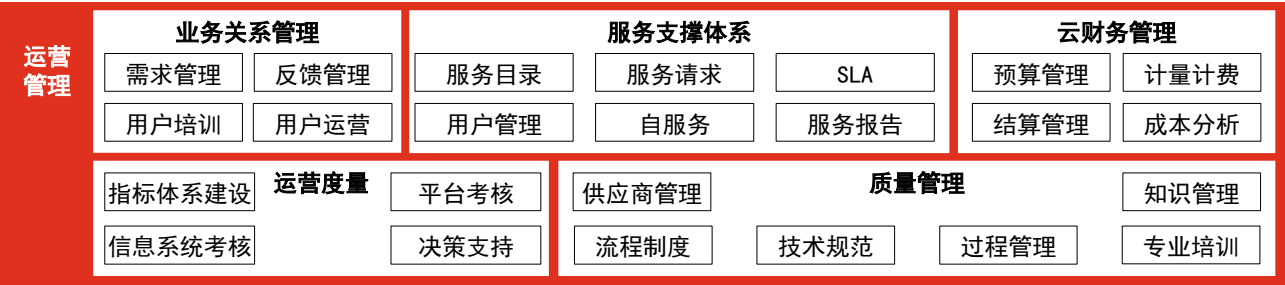 运营
管理
业务关系管理
需求管理
反馈管理
用户培训
用户运营
服务支撑体系
服务目录
服务请求
SLA
用户管理
自服务
服务报告
云财务管理
预算管理
计量计费
结算管理
成本分析
运营度量
指标体系建设
平台考核
信息系统考核
决策支持
质量管理
供应商管理
知识管理
流程制度
技术规范
过程管理
专业培训